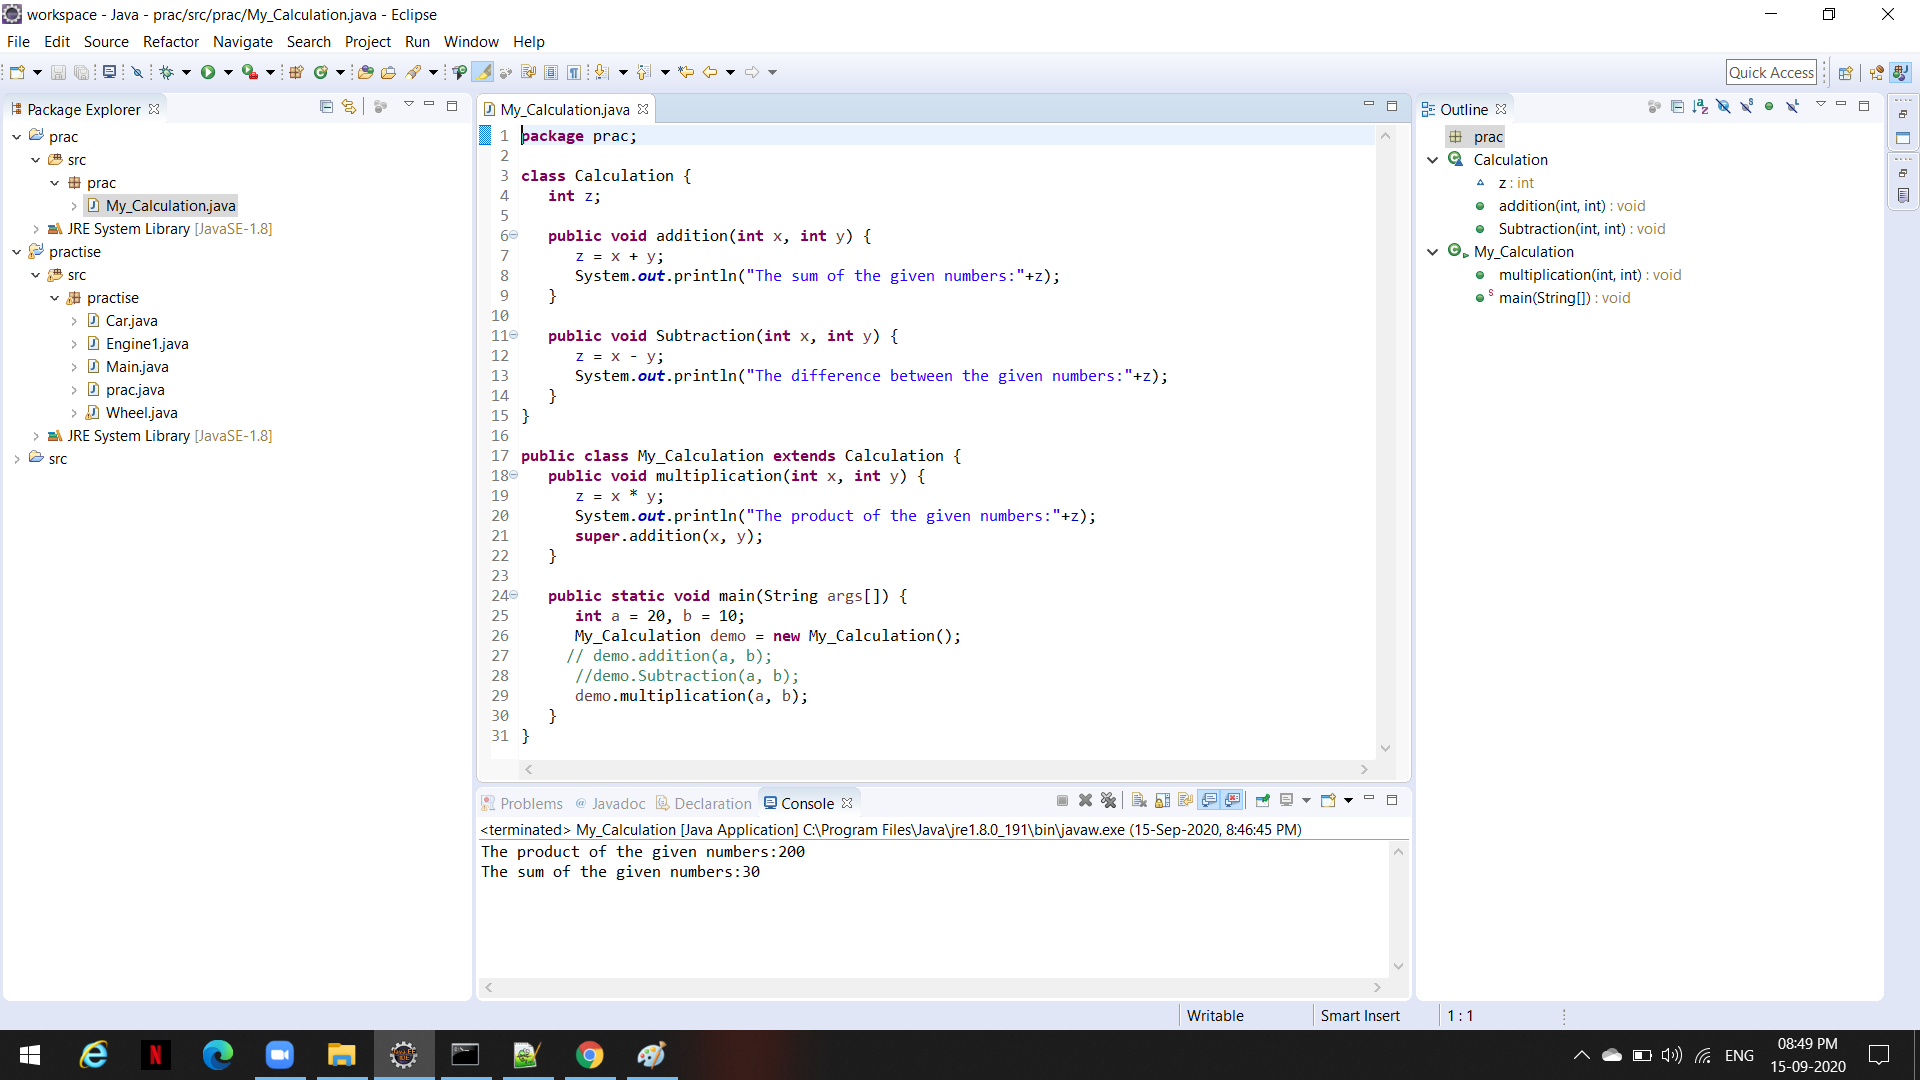 workspace - Java - prac/src/prac/My_Calculation.java - Eclipse
File Edit Source Refactor Navigate Search Project Run Window Help
Quick Access
Package Explorer
prac
src
prac
My_Calculation.java
JRE System Library [JavaSE-1.8]
practise
src
practise
Car.java
Engine1.java
Main.java
prac.java
Wheel.java
JRE System Library [JavaSE-1.8]
src
My_Calculation.java
1 package prac;
2
3 class Calculation {
4 int z;
5
6 public void addition(int x, int y) {
7 z = x + y;
8 System.out.println("The sum of the given numbers:"+z);
9 }
10
11 public void Subtraction(int x, int y) {
12 z = x - y;
13 System.out.println("The difference between the given numbers:"+z);
14 }
15 }
16
17 public class My_Calculation extends Calculation {
18 public void multiplication(int x, int y) {
19 z = x * y;
20 System.out.println("The product of the given numbers:"+z);
21 super.addition(x, y);
22 }
23
24 public static void main(String args[]) {
25 int a = 20, b = 10;
26 My_Calculation demo = new My_Calculation();
27 // demo.addition(a, b);
28 //demo.Subtraction(a, b);
29 demo.multiplication(a, b);
30 }
31 }
Outline
prac
Calculation
z : int
addition(int, int) : void
Subtraction(int, int) : void
My_Calculation
multiplication(int, int) : void
main(String[]) : void
Problems @ Javadoc Declaration Console
<terminated> My_Calculation [Java Application] C:\Program Files\Java\jre1.8.0_191\bin\javaw.exe (15-Sep-2020, 8:46:45 PM)
The product of the given numbers:200
The sum of the given numbers:30
Writable Smart Insert 1 : 1
ENG
08:49 PM
15-09-2020